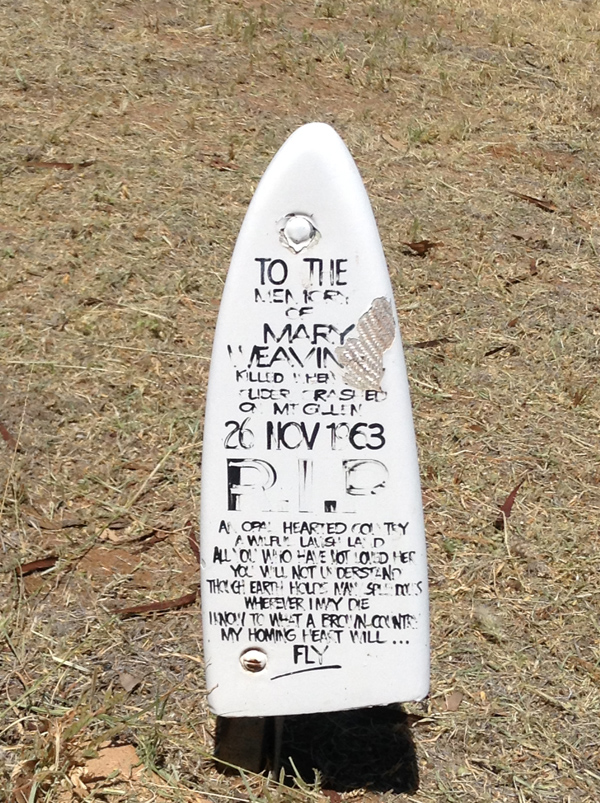 TO THE
MEMORY
OF
MARY
WEAVIN
KILLED WHEN
GLIDER CRASHED
ON MT GILLEN
26 NOV 1963
R.I.P
AN OPAL HEARTED COUNTRY
A WILFUL LAVISH LAND
ALL YOU WHO HAVE NOT LOVED HER
YOU WILL NOT UNDERSTAND
THOUGH EARTH HOLDS MANY SPLENDOURS
WHEREVER I MAY DIE
I KNOW TO WHAT A BROWN COUNTRY
MY HOMING HEART WILL ...
FLY